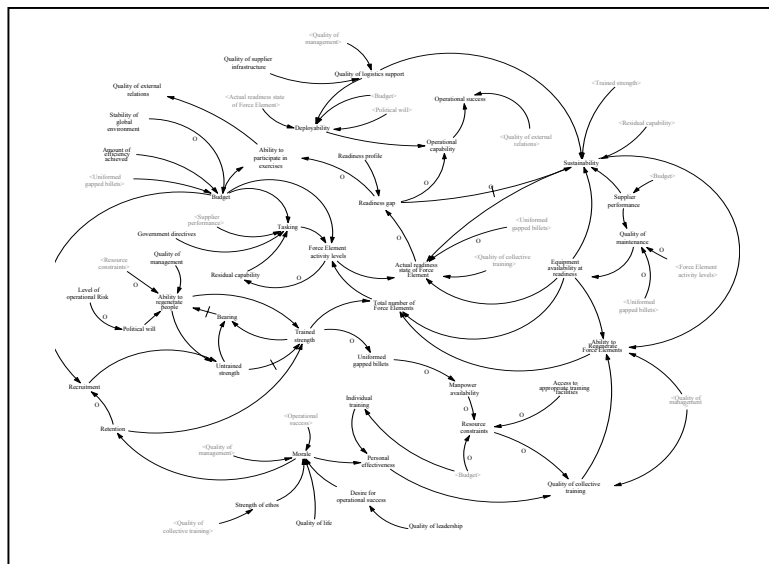 <Quality of
management>
Quality of supplier
infrastructure
Quality of logistics support
<Trained strength>
Quality of external
relations
<Actual readiness state
of Force Element>
<Budget>
Operational success
<Political will>
Stability of
global
environment
O
Deployability
<Residual capability>
<Quality of external
relations>
Operational
capability
Amount of
efficiency
achieved
Ability to
participate in
exercises
Readiness profile
O
O
Sustainability
<Uniformed
gapped billets>
<Budget>
Budget
Readiness gap
Supplier
performance
<Supplier
performance>
Tasking
Government directives
<Uniformed
gapped billets>
O
Quality of
maintenance
O
Force Element
activity levels
Quality of
management
O
Actual readiness
state of Force
Element
<Quality of
collective training>
Equipment
availability at
readiness
<Resource
constraints>
O
Residual capability
O
O
<Force Element
activity levels>
Level of
operational Risk
Ability to
regenerate
people
<Uniformed
gapped billets>
O
Political will
Bearing
Total number of
Force Elements
Trained
strength
O
Ability to
Regenerate
Force Elements
Untrained
strength
Uniformed
gapped billets
O
Recruitment
Manpower
availability
Access to
appropriate training
facilities
O
O
O
Individual
training
<Quality of
management>
Retention
<Operational
success>
Resource
constraints
O
O
<Quality of
management>
Morale
Personal
effectiveness
<Budget>
Quality of collective
training
Strength of ethos
Desire for
operational success
<Quality of
collective training>
Quality of life
Quality of leadership